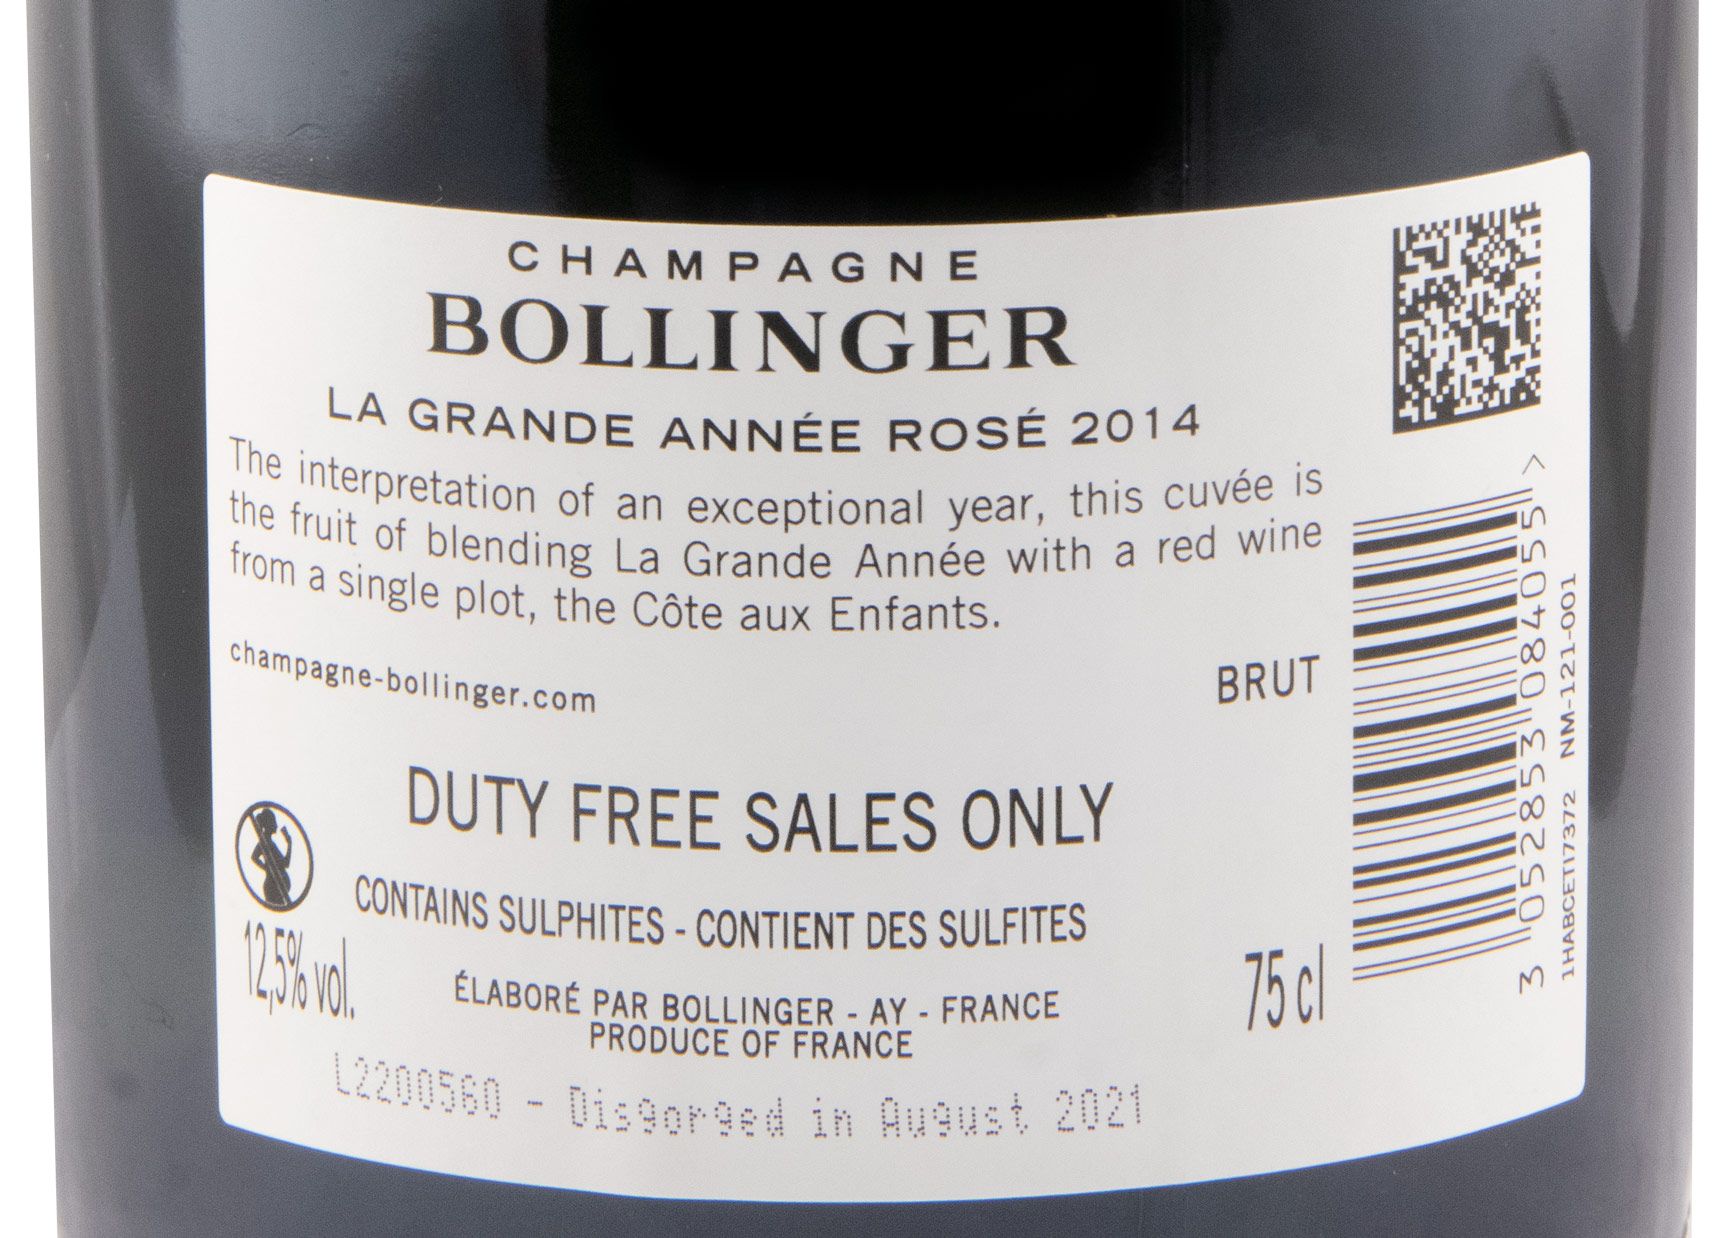 CHAMPAGNE
BOLLINGER
LA GRANDE ANNÉE ROSÉ 2014
The interpretation of an exceptional year, this cuvée is
the fruit of blending La Grande Année with a red wine
from a single plot, the Côte aux Enfants.
champagne-bollinger.com
BRUT
DUTY FREE SALES ONLY
CONTAINS SULPHITES - CONTIENT DES SULFITES
12,5% vol.
75 cl
ÉLABORÉ PAR BOLLINGER - AY - FRANCE
PRODUCE OF FRANCE
L2200560 - Disgorged in August 2021
3 052853 084055 >
1HABCET17372 NM-121-001